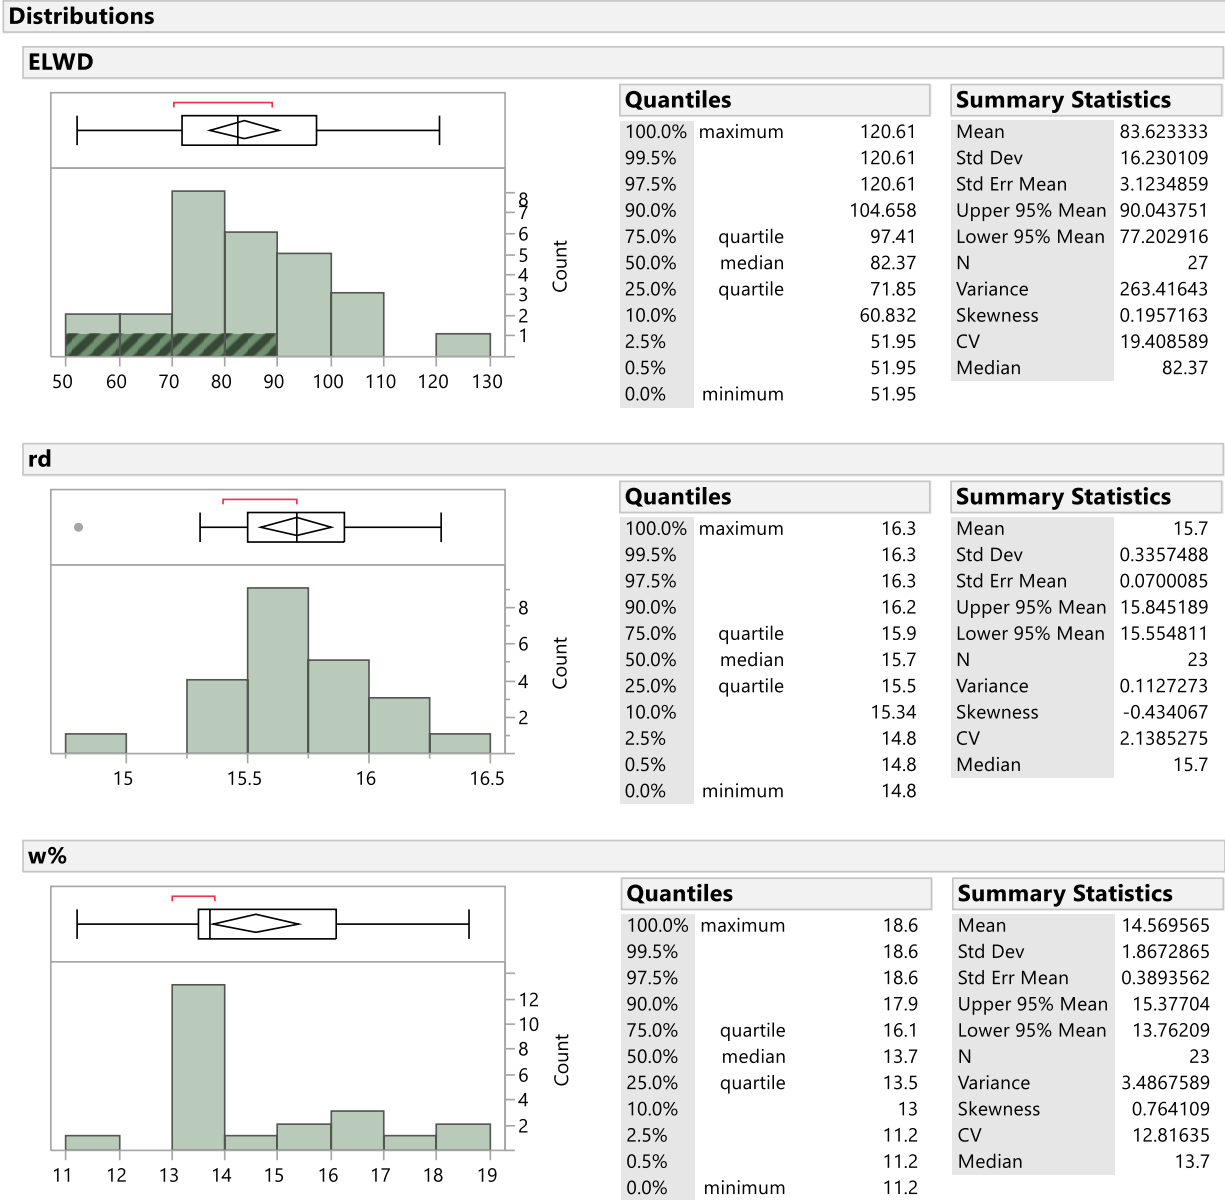 Distributions
ELWD
8
7
6
5
4
3
2
1
Count
50 60 70 80 90 100 110 120 130
Quantiles
100.0% maximum 120.61
99.5% 120.61
97.5% 120.61
90.0% 104.658
75.0% quartile 97.41
50.0% median 82.37
25.0% quartile 71.85
10.0% 60.832
2.5% 51.95
0.5% 51.95
0.0% minimum 51.95
Summary Statistics
Mean 83.623333
Std Dev 16.230109
Std Err Mean 3.1234859
Upper 95% Mean 90.043751
Lower 95% Mean 77.202916
N 27
Variance 263.41643
Skewness 0.1957163
CV 19.408589
Median 82.37
rd
8
6
4
2
Count
15 15.5 16 16.5
Quantiles
100.0% maximum 16.3
99.5% 16.3
97.5% 16.3
90.0% 16.2
75.0% quartile 15.9
50.0% median 15.7
25.0% quartile 15.5
10.0% 15.34
2.5% 14.8
0.5% 14.8
0.0% minimum 14.8
Summary Statistics
Mean 15.7
Std Dev 0.3357488
Std Err Mean 0.0700085
Upper 95% Mean 15.845189
Lower 95% Mean 15.554811
N 23
Variance 0.1127273
Skewness -0.434067
CV 2.1385275
Median 15.7
w%
12
10
8
6
4
2
Count
11 12 13 14 15 16 17 18 19
Quantiles
100.0% maximum 18.6
99.5% 18.6
97.5% 18.6
90.0% 17.9
75.0% quartile 16.1
50.0% median 13.7
25.0% quartile 13.5
10.0% 13
2.5% 11.2
0.5% 11.2
0.0% minimum 11.2
Summary Statistics
Mean 14.569565
Std Dev 1.8672865
Std Err Mean 0.3893562
Upper 95% Mean 15.37704
Lower 95% Mean 13.76209
N 23
Variance 3.4867589
Skewness 0.764109
CV 12.81635
Median 13.7